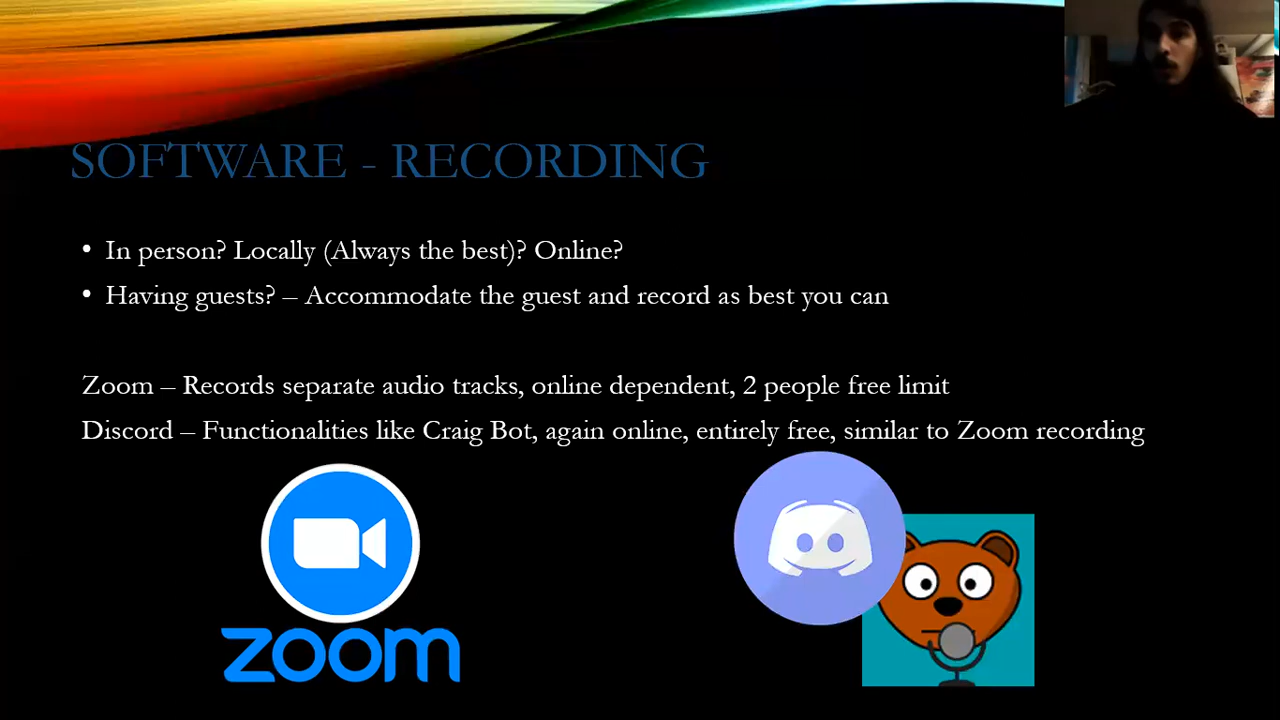 SOFTWARE - RECORDING
• In person? Locally (Always the best)? Online?
• Having guests? – Accommodate the guest and record as best you can
Zoom – Records separate audio tracks, online dependent, 2 people free limit
Discord – Functionalities like Craig Bot, again online, entirely free, similar to Zoom recording
zoom